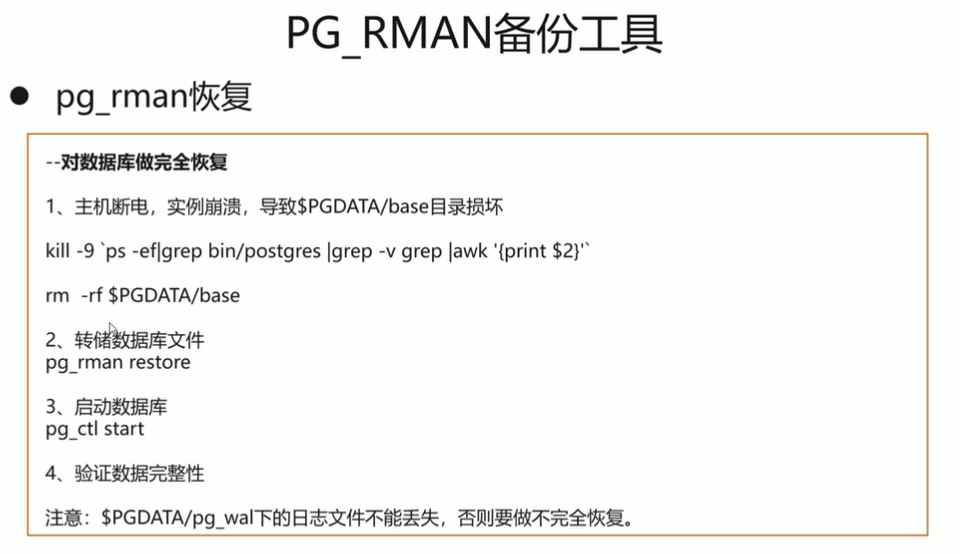 PG_RMAN备份工具
● pg_rman恢复
--对数据库做完全恢复
1、主机断电，实例崩溃，导致$PGDATA/base目录损坏
kill -9 `ps -ef|grep bin/postgres |grep -v grep |awk '{print $2}'`
rm  -rf $PGDATA/base
2、转储数据库文件
pg_rman restore
3、启动数据库
pg_ctl start
4、验证数据完整性
注意：$PGDATA/pg_wal下的日志文件不能丢失，否则要做不完全恢复。